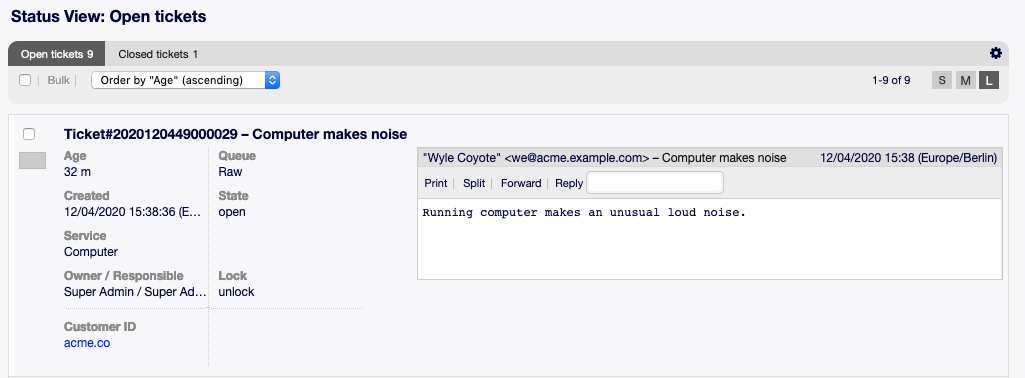 Status View: Open tickets
Open tickets 9 Closed tickets 1
Bulk Order by "Age" (ascending) 1-9 of 9 S M L
Ticket#2020120449000029 – Computer makes noise
Age
32 m
Created
12/04/2020 15:38:36 (E...
Service
Computer
Owner / Responsible
Super Admin / Super Ad...
Customer ID
acme.co
Queue
Raw
State
open
Lock
unlock
"Wyle Coyote" <we@acme.example.com> – Computer makes noise 12/04/2020 15:38 (Europe/Berlin)
Print Split Forward Reply
Running computer makes an unusual loud noise.